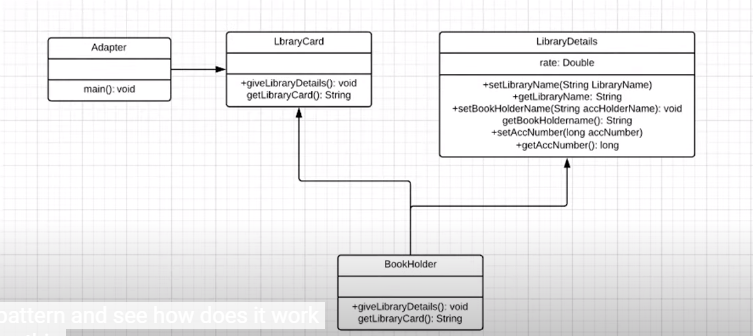 Adapter
main(): void
LbraryCard
+giveLibraryDetails(): void
getLibraryCard(): String
LibraryDetails
rate: Double
+setLibraryName(String LibraryName)
+getLibraryName: String
+setBookHolderName(String accHolderName): void
getBookHoldername(): String
+setAccNumber(long accNumber)
+getAccNumber(): long
BookHolder
+giveLibraryDetails(): void
getLibraryCard(): String
pattern and see how does it work